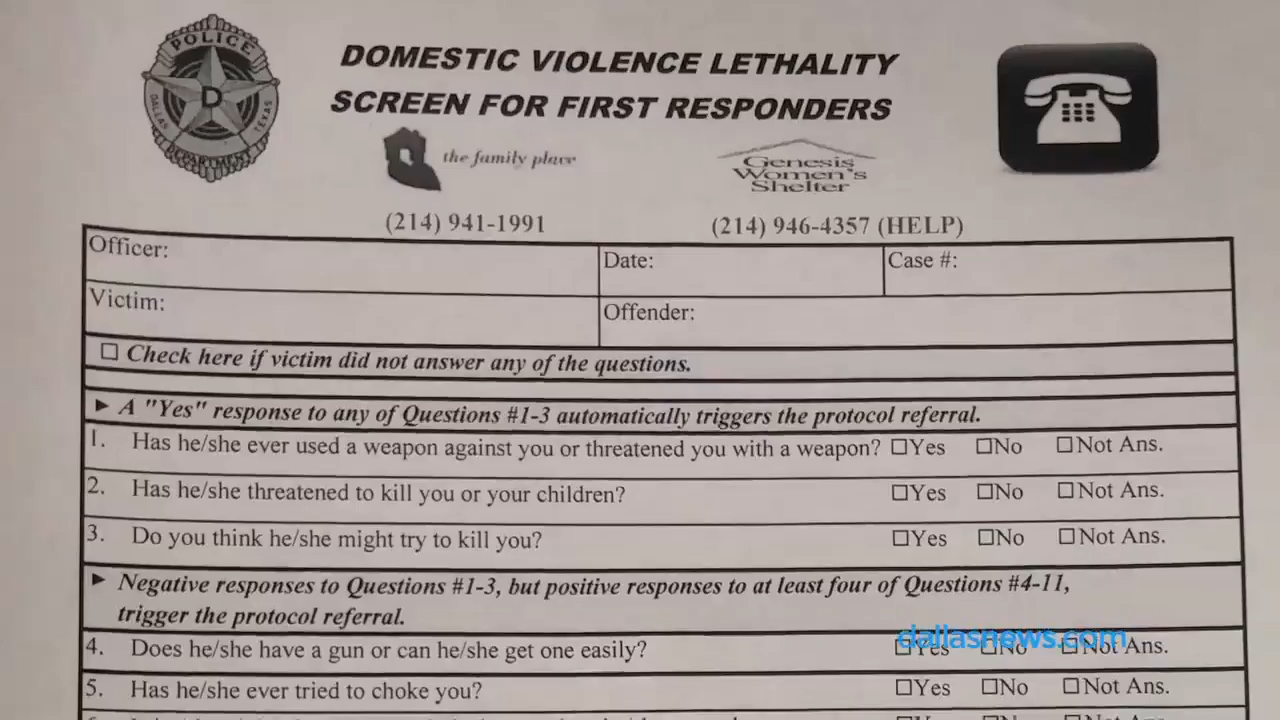 POLICE
DALLAS
TEXAS
D
DEPARTMENT
DOMESTIC VIOLENCE LETHALITY
SCREEN FOR FIRST RESPONDERS
the family place
Genesis
Women's
Shelter
(214) 941-1991
(214) 946-4357 (HELP)
Officer:
Date:
Case #:
Victim:
Offender:
☐ Check here if victim did not answer any of the questions.
► A "Yes" response to any of Questions #1-3 automatically triggers the protocol referral.
1. Has he/she ever used a weapon against you or threatened you with a weapon? ☐Yes ☐No ☐Not Ans.
2. Has he/she threatened to kill you or your children? ☐Yes ☐No ☐Not Ans.
3. Do you think he/she might try to kill you? ☐Yes ☐No ☐Not Ans.
► Negative responses to Questions #1-3, but positive responses to at least four of Questions #4-11,
trigger the protocol referral.
dallasnews.com
4. Does he/she have a gun or can he/she get one easily? ☐Yes ☐No ☐Not Ans.
5. Has he/she ever tried to choke you? ☐Yes ☐No ☐Not Ans.